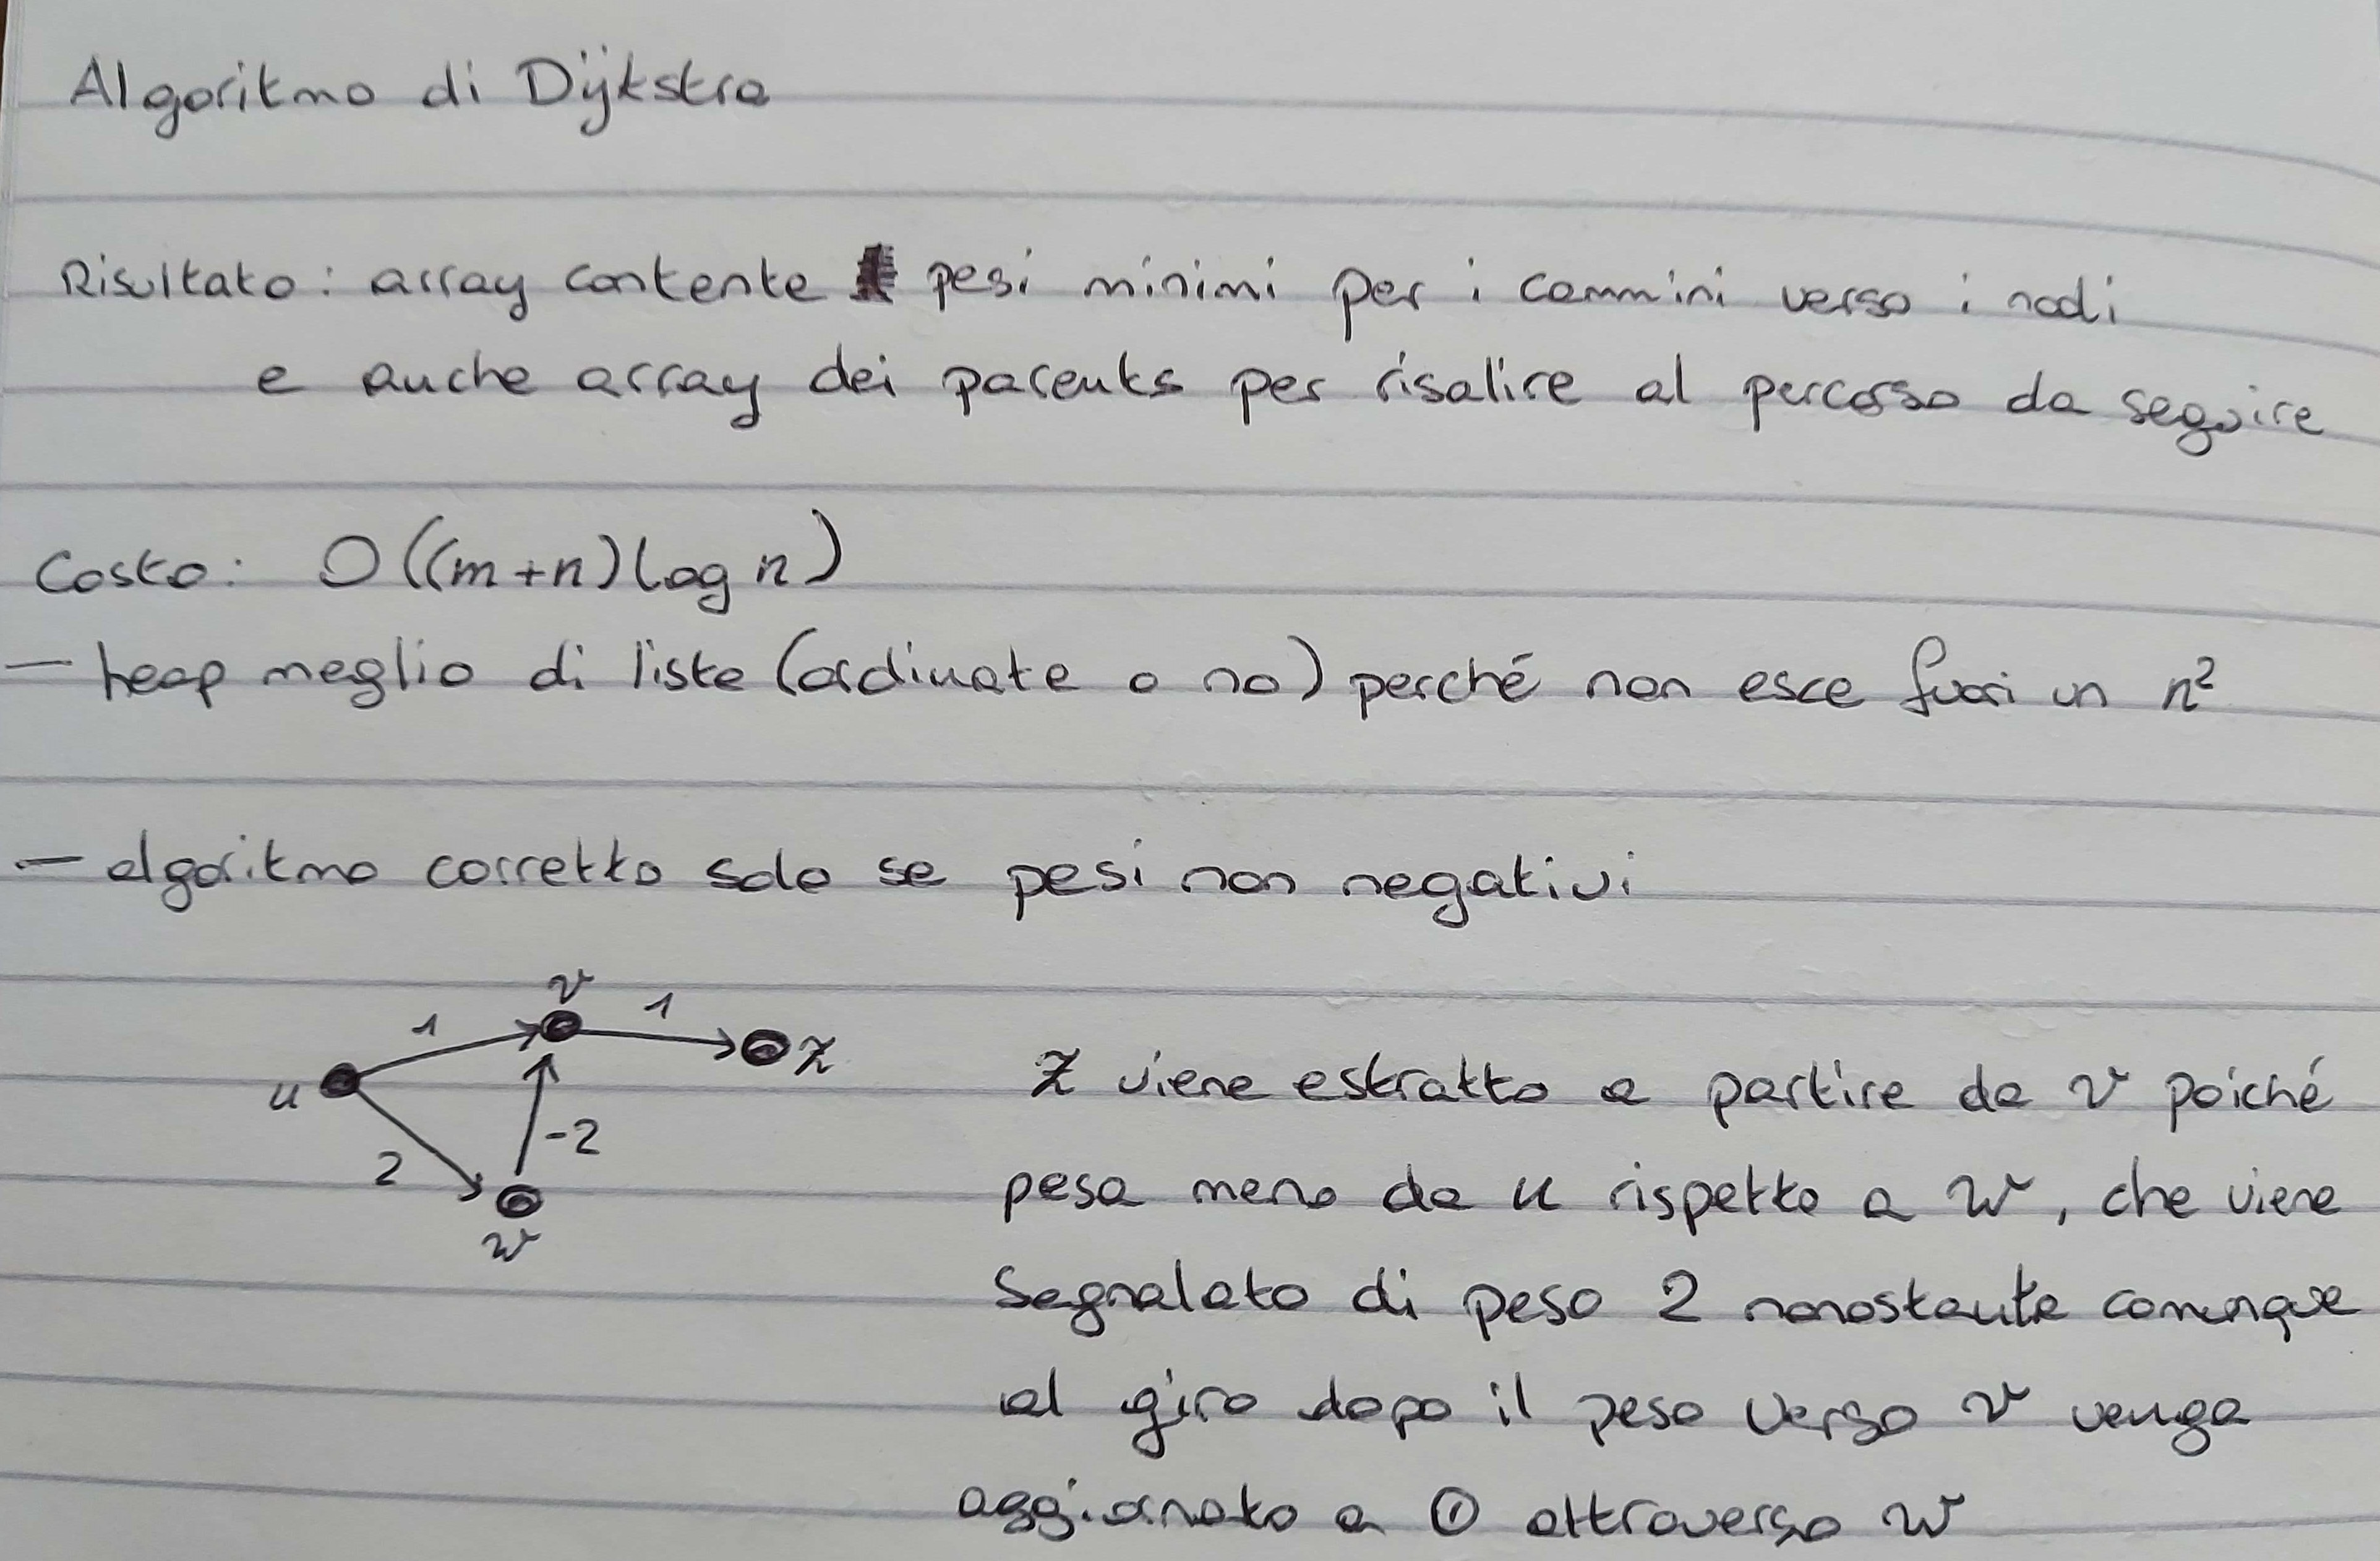 Algoritmo di Dijkstra
Risultato: array contente pesi minimi per i cammini verso i nodi
e anche array dei parents per risalire al percorso da seguire
Costo: O((m+n)log n)
- heap meglio di liste (ordinate o no) perché non esce fuori un n²
- algoritmo corretto solo se pesi non negativi
v
1 1
u z
2 -2
w
z viene estratto a partire da v poiché
pesa meno da u rispetto a w, che viene
segnalato di peso 2 nonostante comunque
al giro dopo il peso verso v venga
aggiornato a 0 attraverso w